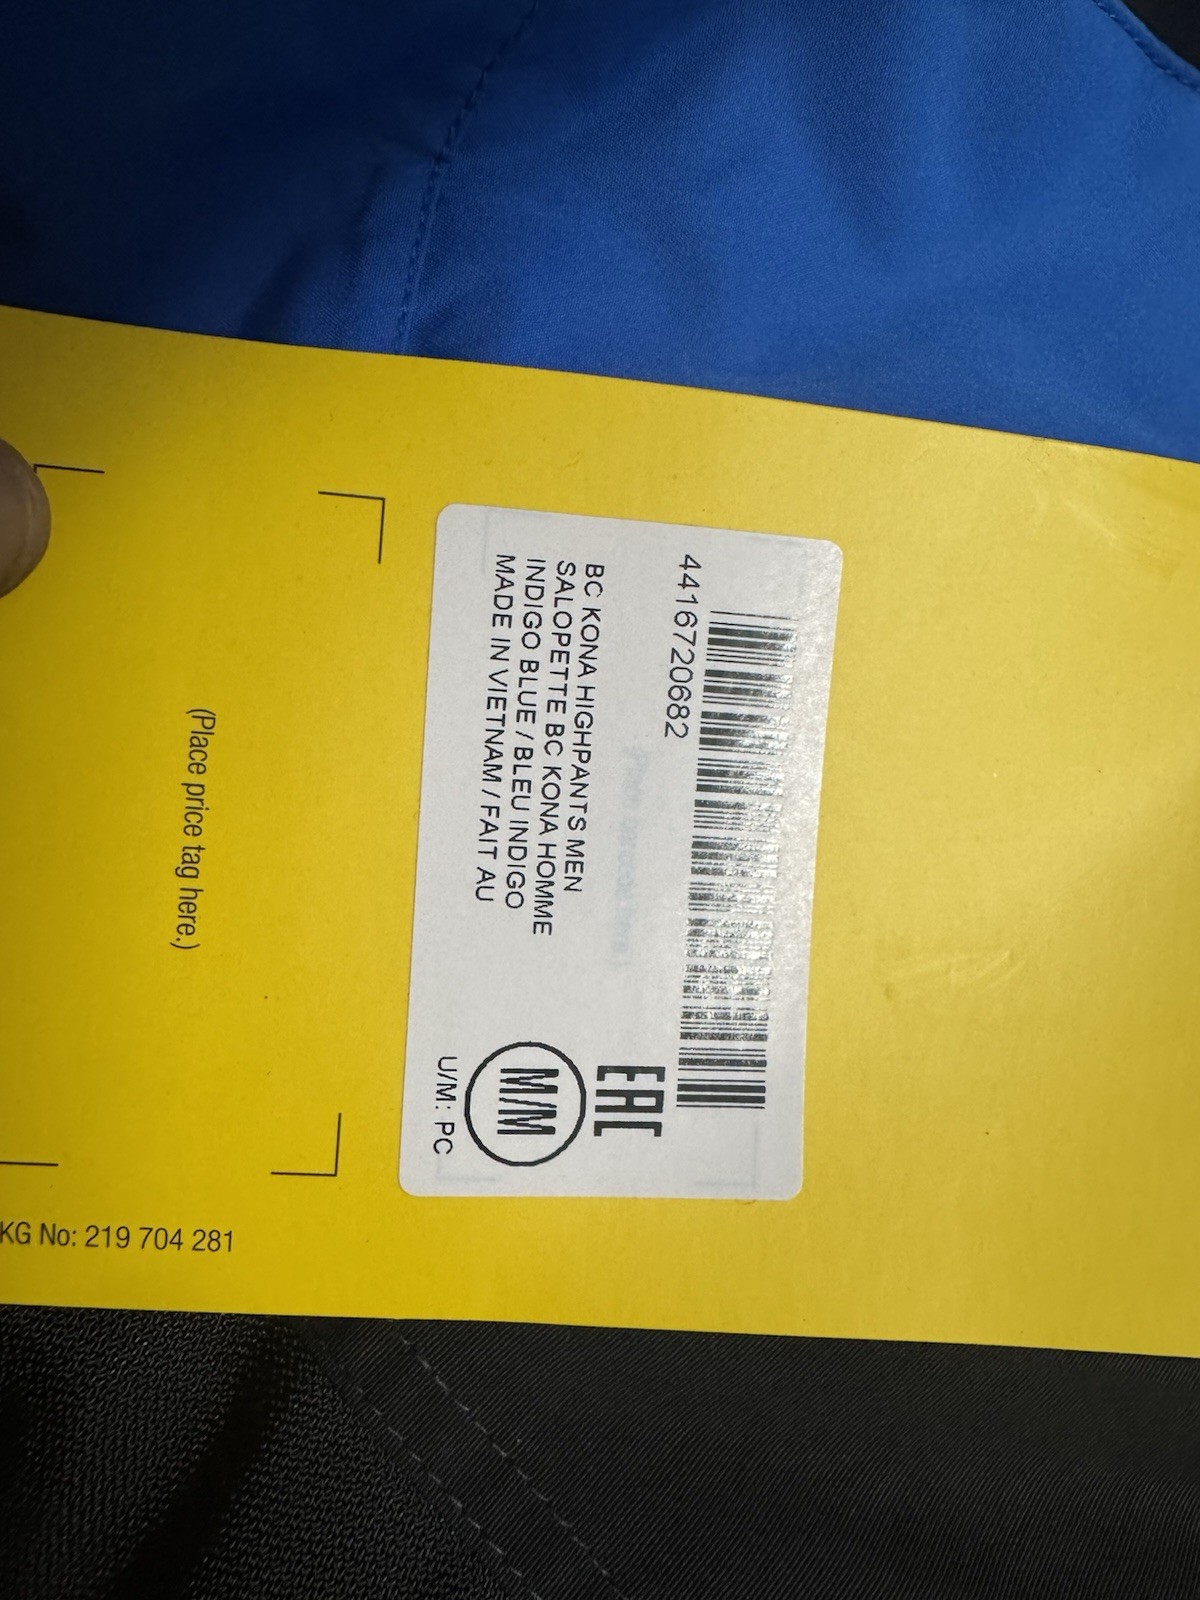 4416720682
BC KONA HIGHPANTS MEN
SALOPETTE BC KONA HOMME
INDIGO BLUE / BLEU INDIGO
MADE IN VIETNAM / FAIT AU
EAC
M/M
U/M: PC
(Place price tag here.)
KG No: 219 704 281